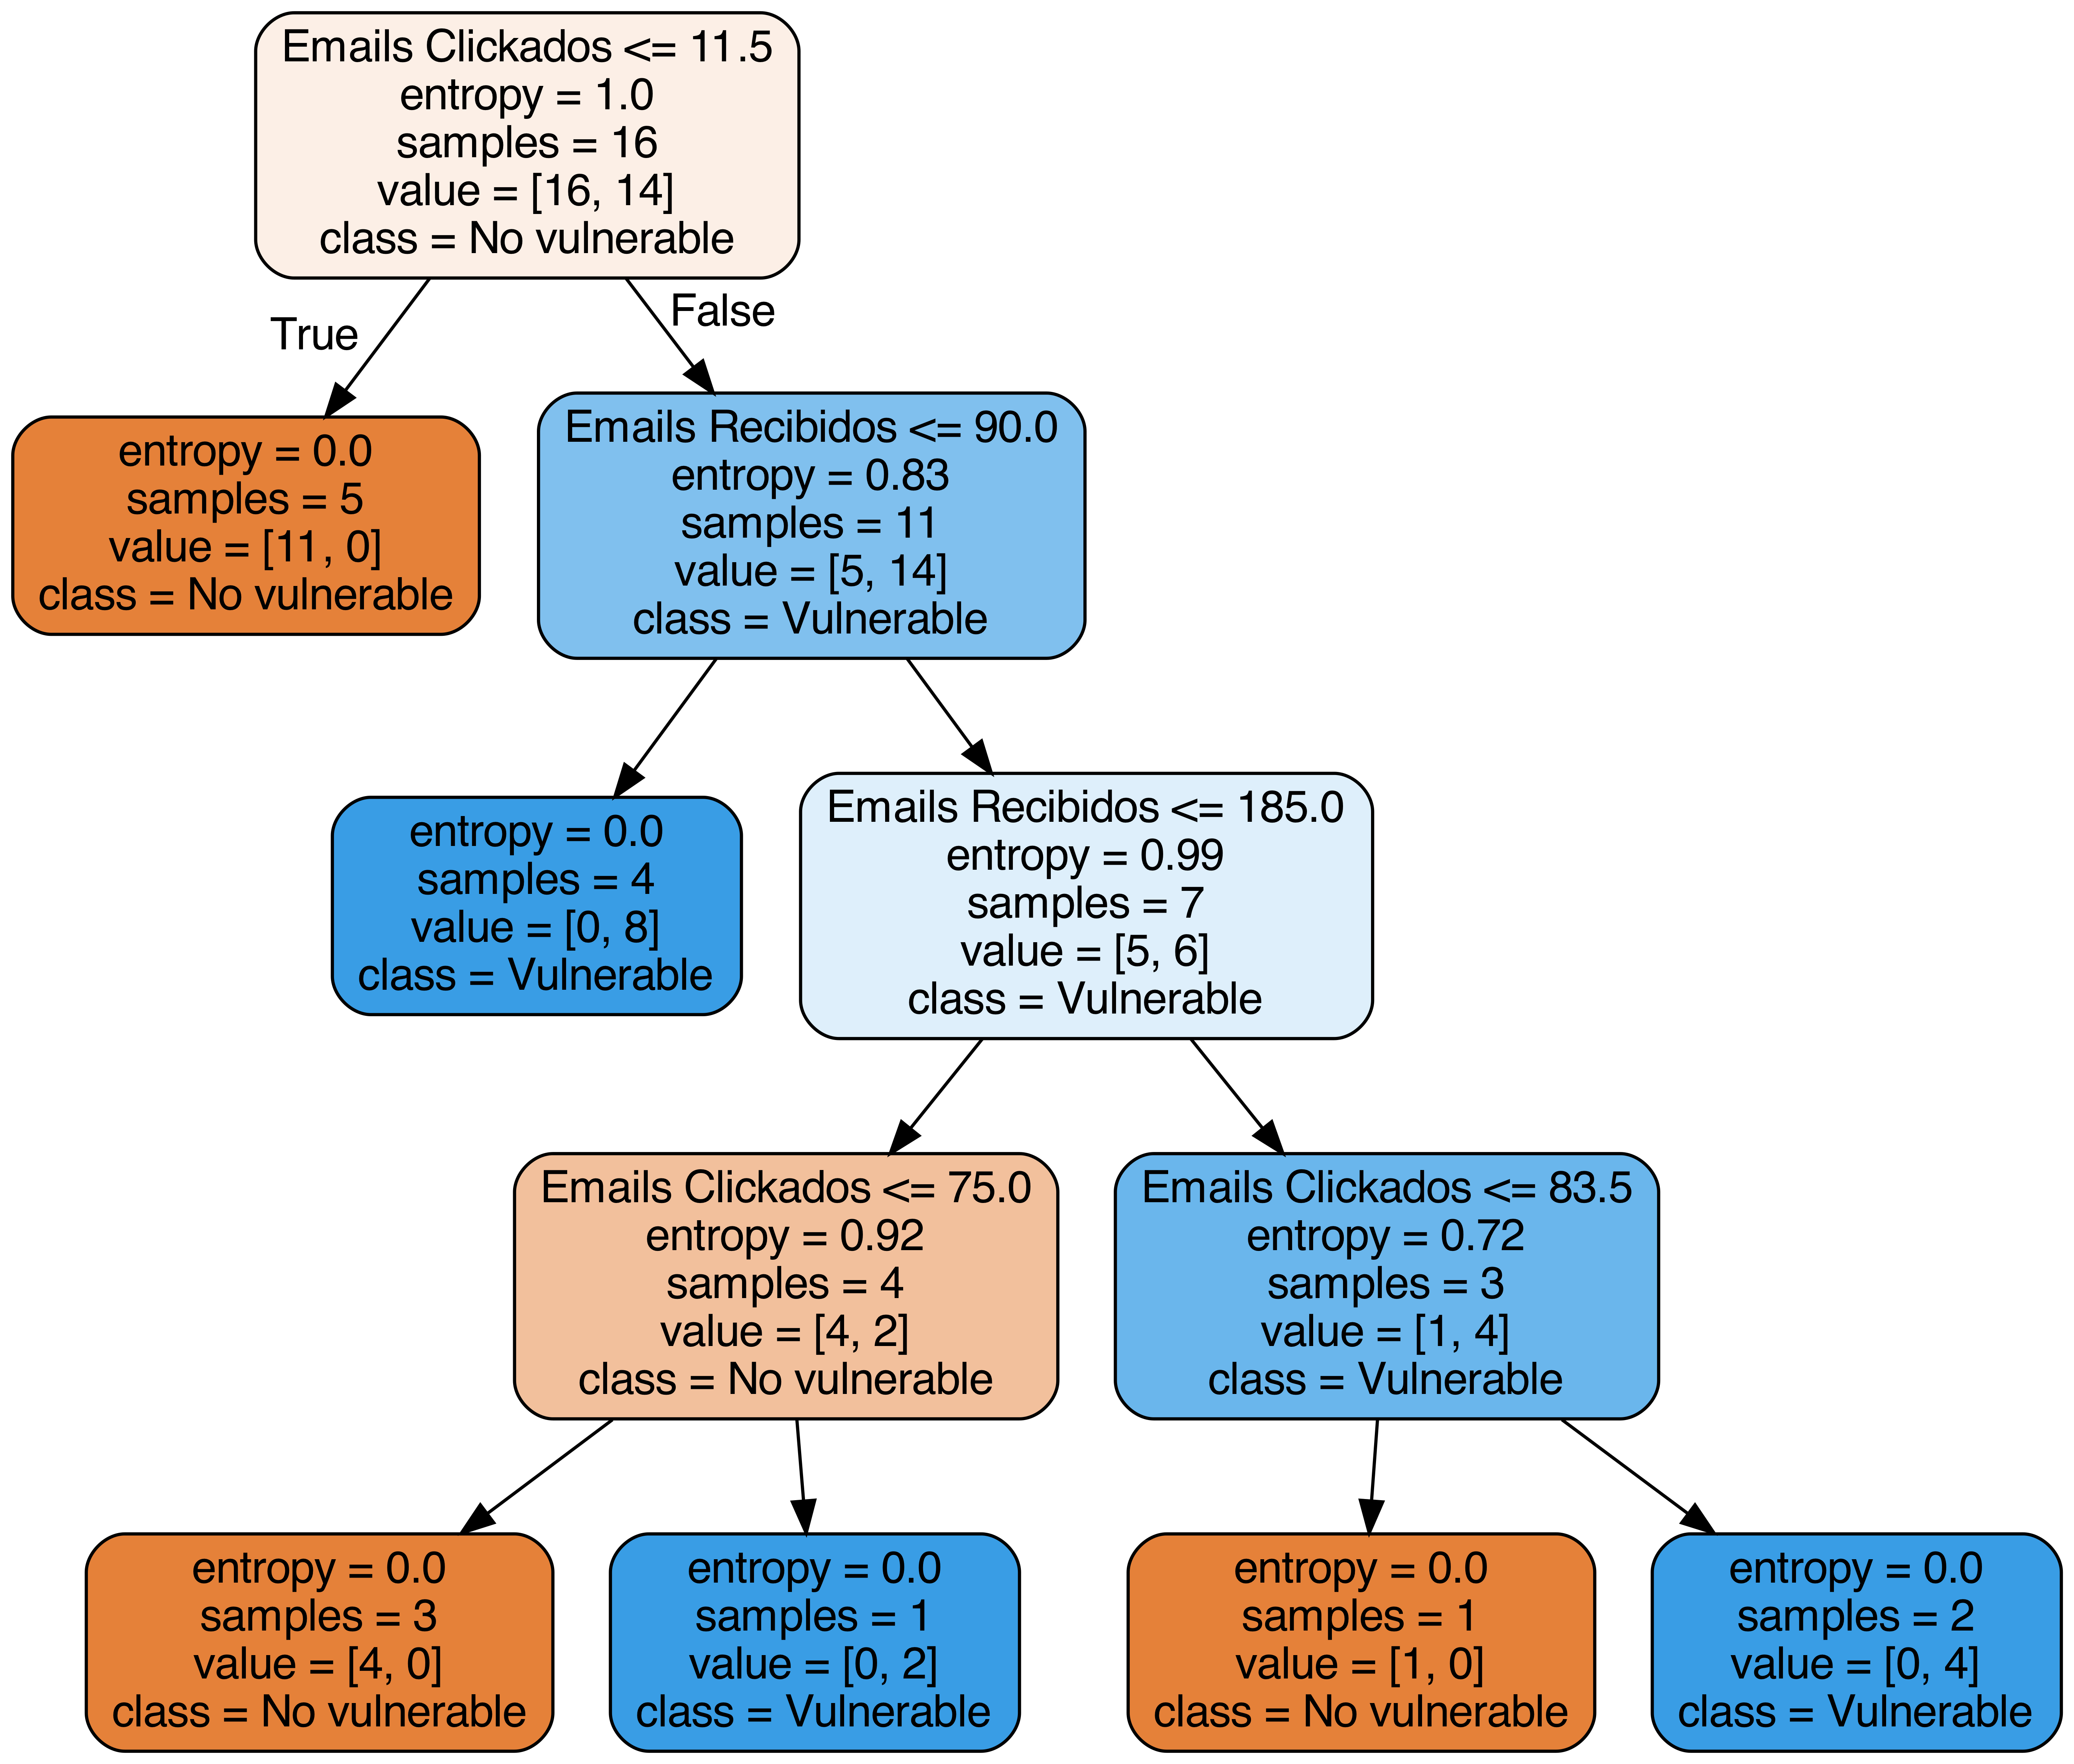 Emails Clickados <= 11.5
entropy = 1.0
samples = 16
value = [16, 14]
class = No vulnerable
True
False
entropy = 0.0
samples = 5
value = [11, 0]
class = No vulnerable
Emails Recibidos <= 90.0
entropy = 0.83
samples = 11
value = [5, 14]
class = Vulnerable
entropy = 0.0
samples = 4
value = [0, 8]
class = Vulnerable
Emails Recibidos <= 185.0
entropy = 0.99
samples = 7
value = [5, 6]
class = Vulnerable
Emails Clickados <= 75.0
entropy = 0.92
samples = 4
value = [4, 2]
class = No vulnerable
Emails Clickados <= 83.5
entropy = 0.72
samples = 3
value = [1, 4]
class = Vulnerable
entropy = 0.0
samples = 3
value = [4, 0]
class = No vulnerable
entropy = 0.0
samples = 1
value = [0, 2]
class = Vulnerable
entropy = 0.0
samples = 1
value = [1, 0]
class = No vulnerable
entropy = 0.0
samples = 2
value = [0, 4]
class = Vulnerable